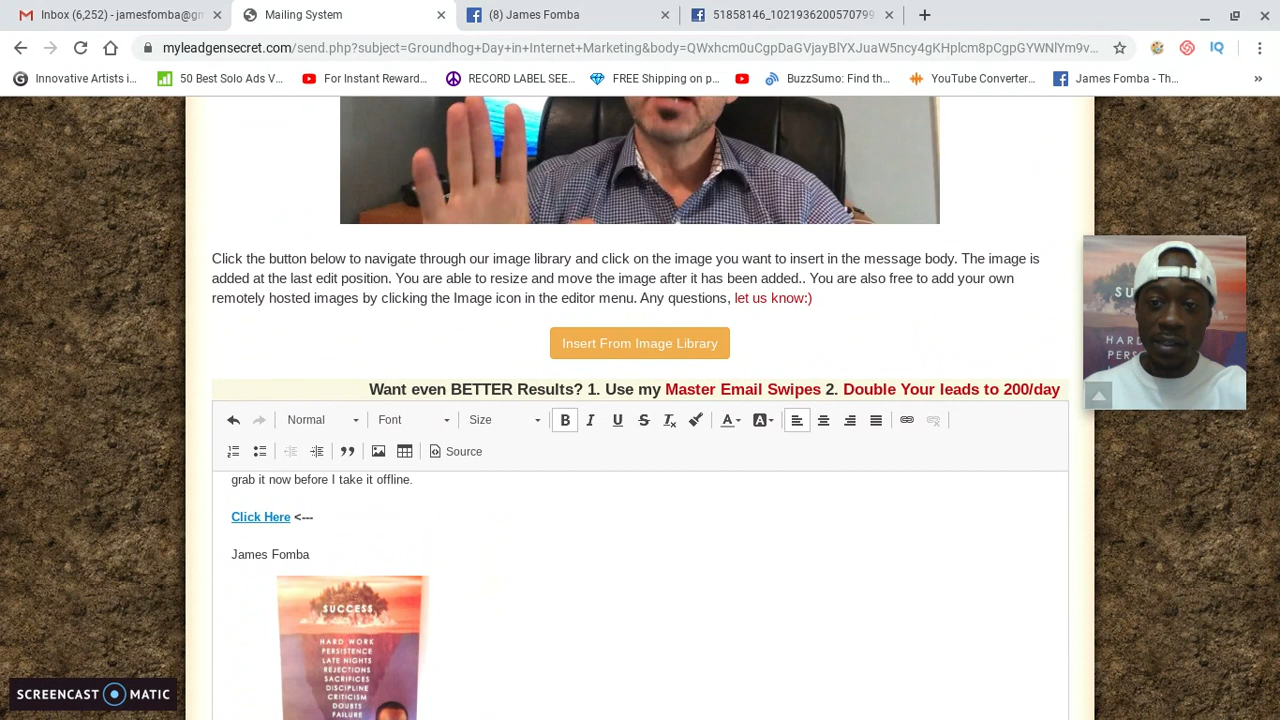 Inbox (6,252) - jamesfomba@gm
Mailing System
(8) James Fomba
51858146_1021936200570799
myleadgensecret.com/send.php?subject=Groundhog+Day+in+Internet+Marketing&body=QWxhcm0uCgpDaGVjayBlYXJuaW5ncy4gKHplcm8pCgpGYWNlYm9v...
Innovative Artists i...
50 Best Solo Ads V...
For Instant Reward...
RECORD LABEL SEE...
FREE Shipping on p...
BuzzSumo: Find th...
YouTube Converter...
James Fomba - Th...
»
Click the button below to navigate through our image library and click on the image you want to insert in the message body. The image is
added at the last edit position. You are able to resize and move the image after it has been added.. You are also free to add your own
remotely hosted images by clicking the Image icon in the editor menu. Any questions, let us know:)
SU
HARD
PERS
Insert From Image Library
Want even BETTER Results? 1. Use my Master Email Swipes 2. Double Your leads to 200/day
Normal
Font
Size
B I U S Tx A A
Source
grab it now before I take it offline.
Click Here <---
James Fomba
SUCCESS
HARD WORK
PERSISTENCE
LATE NIGHTS
REJECTIONS
SACRIFICES
DISCIPLINE
CRITICISM
DOUBTS
FAILURE
SCREENCAST MATIC